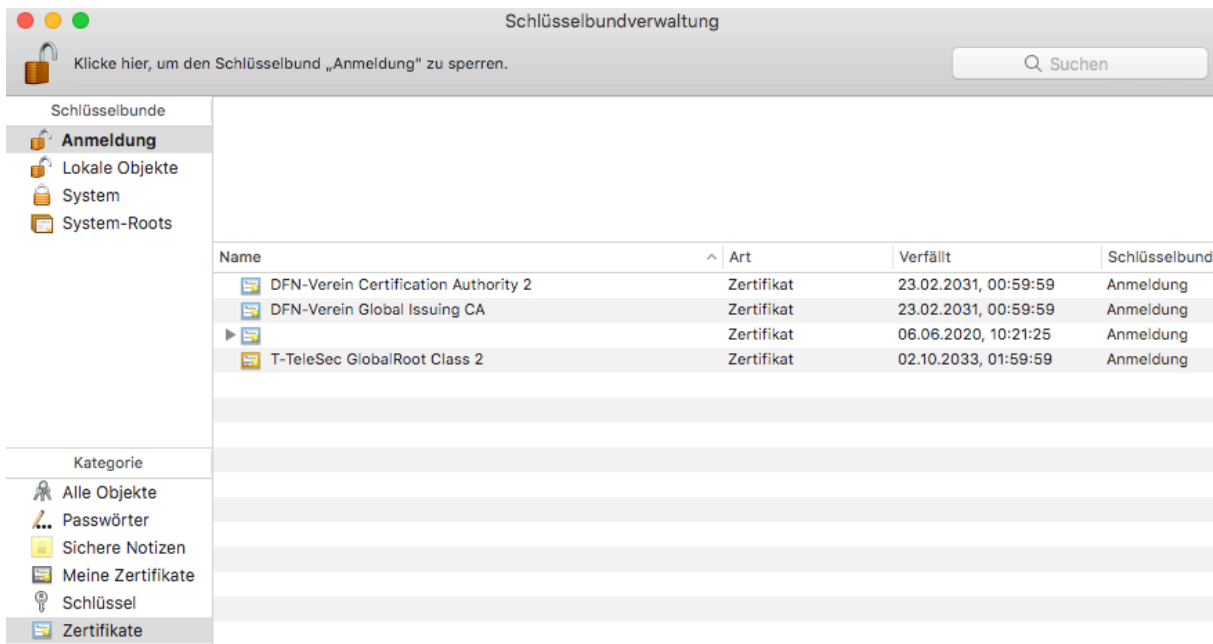 Schlüsselbundverwaltung
Klicke hier, um den Schlüsselbund „Anmeldung" zu sperren.
Suchen
Schlüsselbunde
Anmeldung
Lokale Objekte
System
System-Roots
Name Art Verfällt Schlüsselbund
DFN-Verein Certification Authority 2 Zertifikat 23.02.2031, 00:59:59 Anmeldung
DFN-Verein Global Issuing CA Zertifikat 23.02.2031, 00:59:59 Anmeldung
Zertifikat 06.06.2020, 10:21:25 Anmeldung
T-TeleSec GlobalRoot Class 2 Zertifikat 02.10.2033, 01:59:59 Anmeldung
Kategorie
Alle Objekte
Passwörter
Sichere Notizen
Meine Zertifikate
Schlüssel
Zertifikate